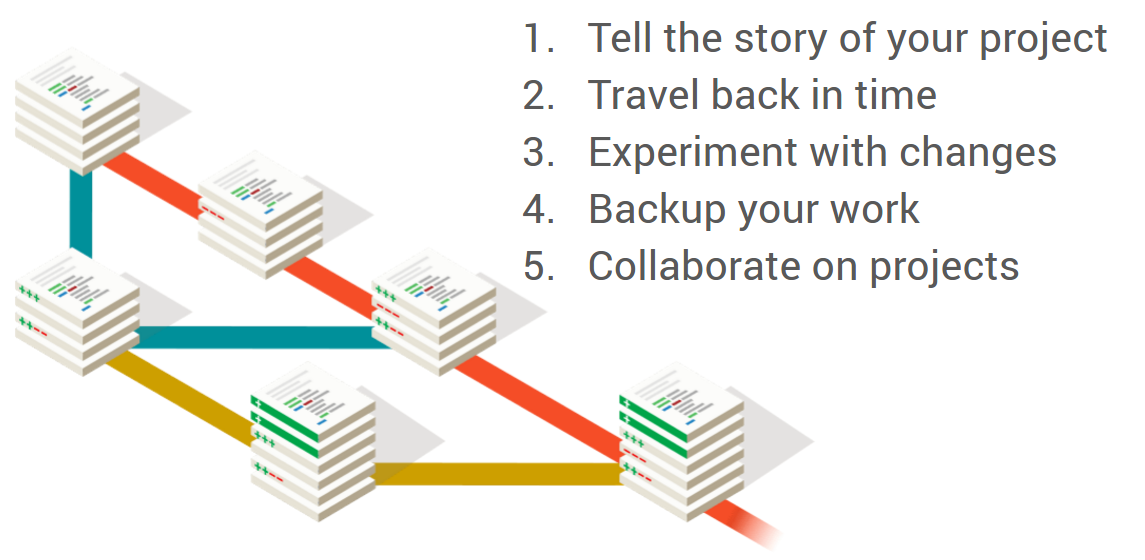 1. Tell the story of your project
2. Travel back in time
3. Experiment with changes
4. Backup your work
5. Collaborate on projects